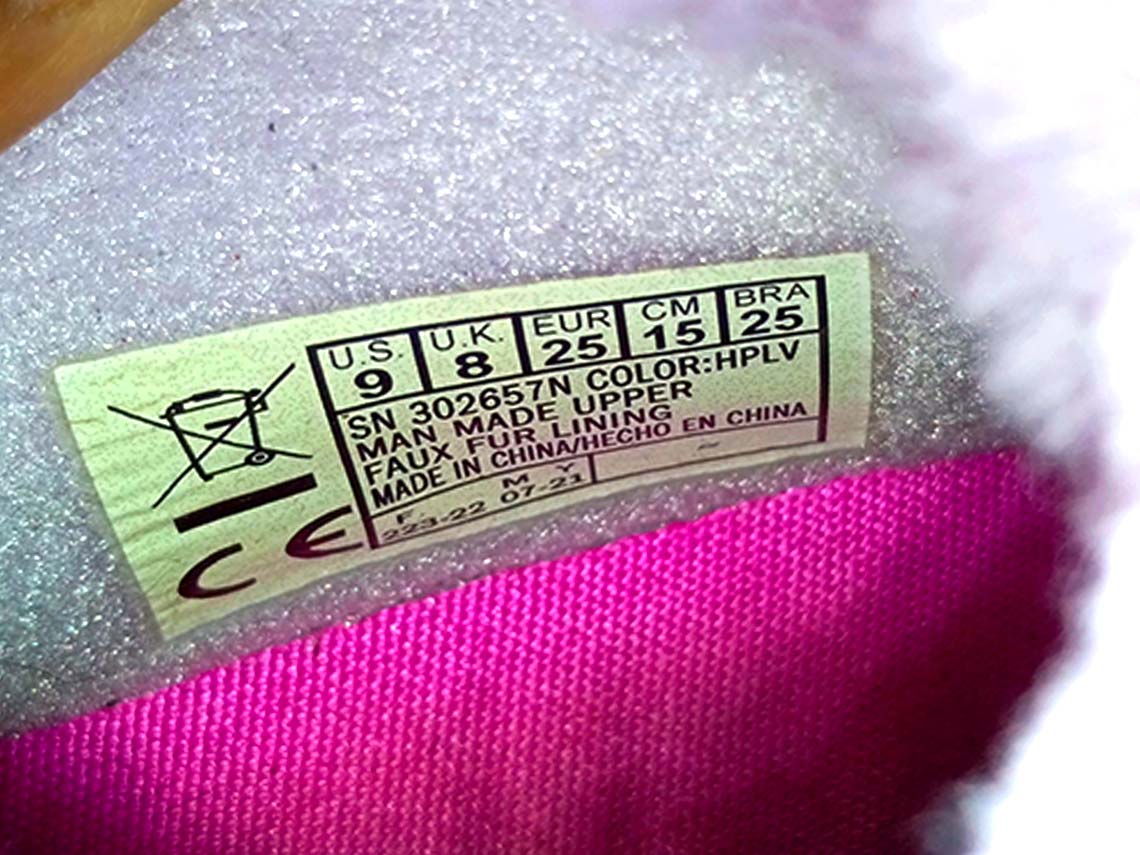 U.S. U.K. EUR CM BRA
9 8 25 15 25
SN 302657N COLOR:HPLV
MAN MADE UPPER
FAUX FUR LINING
MADE IN CHINA/HECHO EN CHINA
F. M Y
223-22 07-21
CE